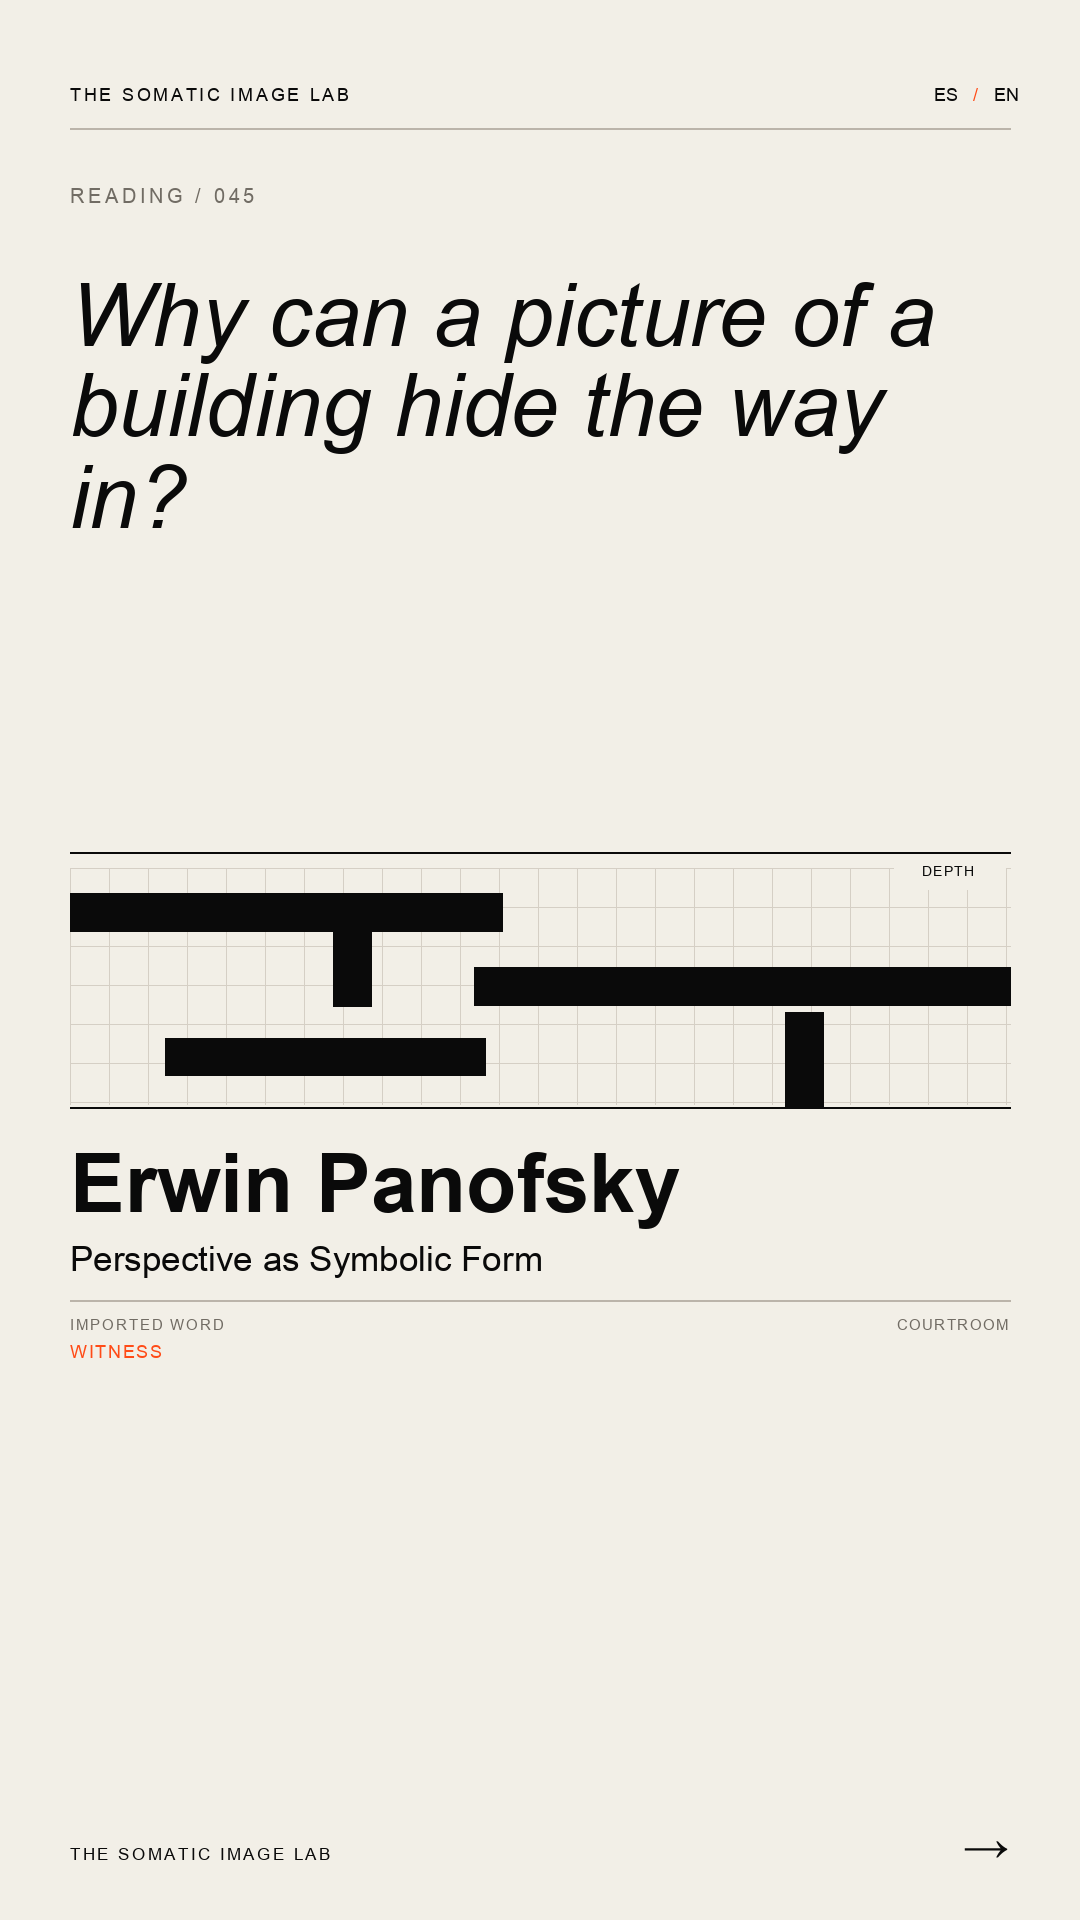 THE SOMATIC IMAGE LAB
ES / EN
READING / 045
Why can a picture of a
building hide the way
in?
DEPTH
Erwin Panofsky
Perspective as Symbolic Form
IMPORTED WORD
COURTROOM
WITNESS
THE SOMATIC IMAGE LAB
→